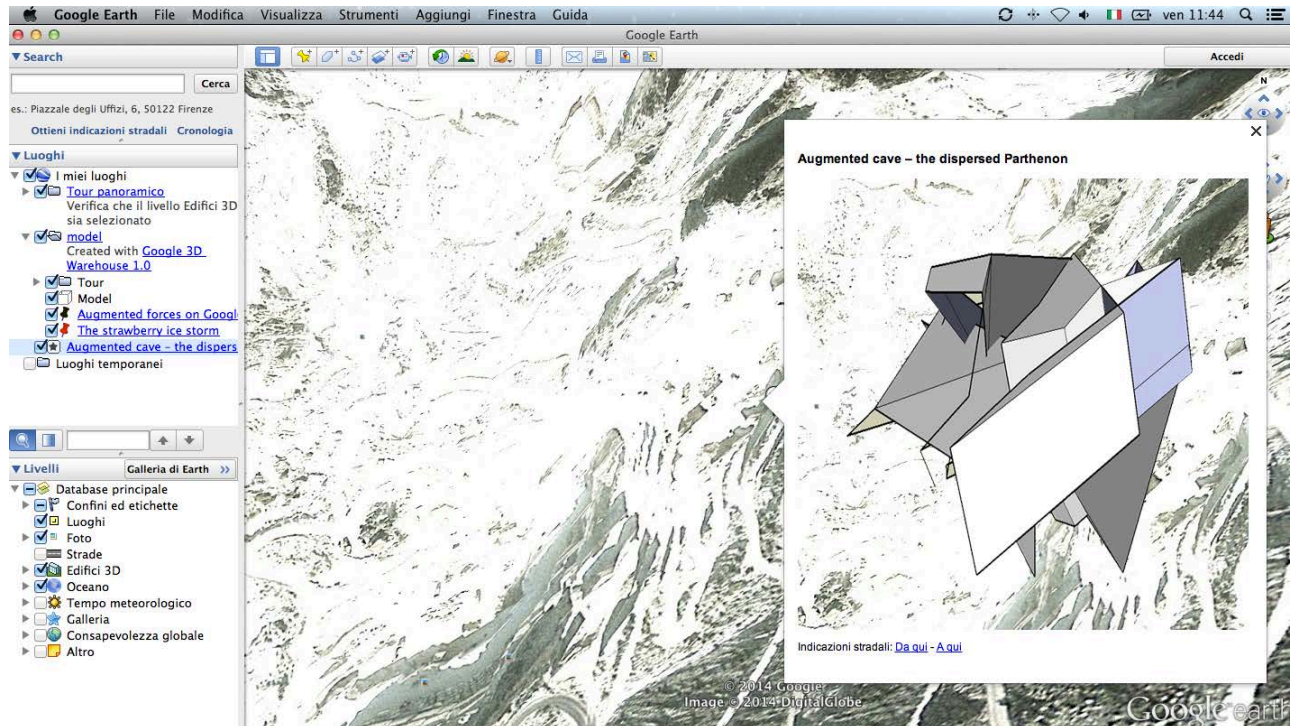 Google Earth File Modifica Visualizza Strumenti Aggiungi Finestra Guida ven 11:44
Google Earth
Search
Accedi
Cerca
es.: Piazzale degli Uffizi, 6, 50122 Firenze
Ottieni indicazioni stradali Cronologia
Luoghi
I miei luoghi
Tour panoramico
Verifica che il livello Edifici 3D
sia selezionato
model
Created with Google 3D
Warehouse 1.0
Tour
Model
Augmented forces on Googl
The strawberry ice storm
Augmented cave – the dispers
Luoghi temporanei
Livelli
Galleria di Earth »
Database principale
Confini ed etichette
Luoghi
Foto
Strade
Edifici 3D
Oceano
Tempo meteorologico
Galleria
Consapevolezza globale
Altro
N
Augmented cave – the dispersed Parthenon
Indicazioni stradali: Da qui - A qui
© 2014 Google
Image © 2014 DigitalGlobe
Google earth